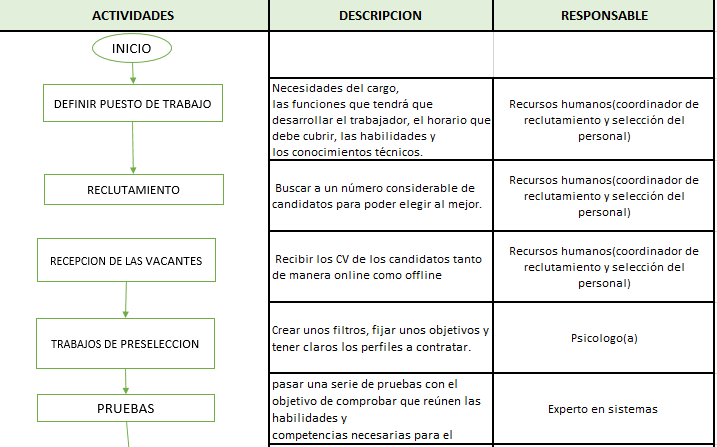 ACTIVIDADES DESCRIPCION RESPONSABLE
INICIO
DEFINIR PUESTO DE TRABAJO
Necesidades del cargo,
las funciones que tendrá que
desarrollar el trabajador, el horario que
debe cubrir, las habilidades y
los conocimientos técnicos.
Recursos humanos(coordinador de
reclutamiento y selección del
personal)
RECLUTAMIENTO
Buscar a un número considerable de
candidatos para poder elegir al mejor.
Recursos humanos(coordinador de
reclutamiento y selección del
personal)
RECEPCION DE LAS VACANTES
Recibir los CV de los candidatos tanto
de manera online como offline
Recursos humanos(coordinador de
reclutamiento y selección del
personal)
TRABAJOS DE PRESELECCION
Crear unos filtros, fijar unos objetivos y
tener claros los perfiles a contratar.
Psicologo(a)
PRUEBAS
pasar una serie de pruebas con el
objetivo de comprobar que reúnen las
habilidades y
competencias necesarias para el
Experto en sistemas